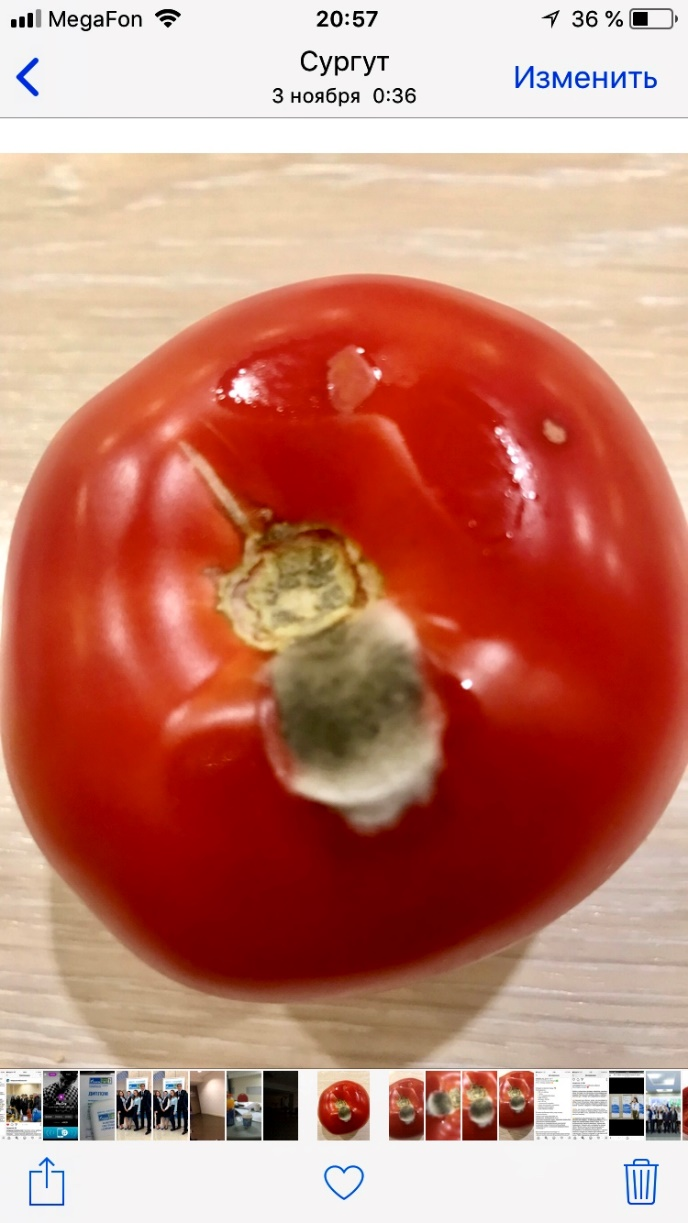 MegaFon 20:57 36 %
Сургут
3 ноября 0:36
Изменить